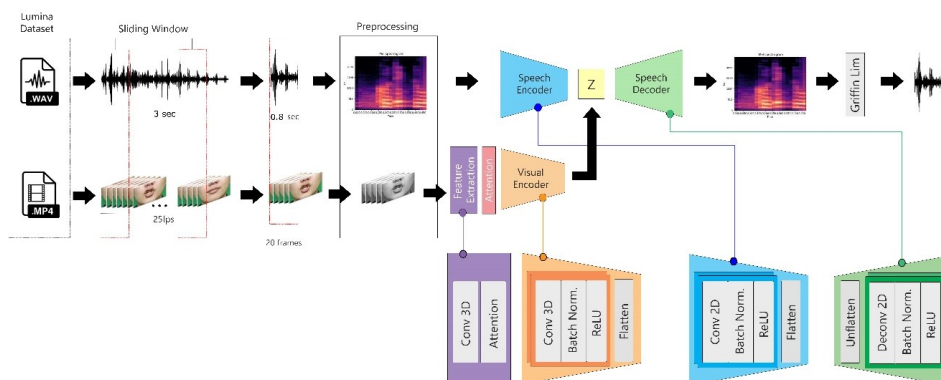 Lumina
Dataset
Sliding Window
Preprocessing
.WAV
3 sec
0.8 sec
Speech
Encoder
Z
Speech
Decoder
Griffin Lim
.MP4
...
25fps
20 frames
Feature
Extraction
Attention
Visual
Encoder
Conv 3D
Attention
Conv 3D
Batch Norm.
ReLU
Flatten
Conv 2D
Batch Norm.
ReLU
Flatten
Unflatten
Deconv 2D
Batch Norm.
ReLU